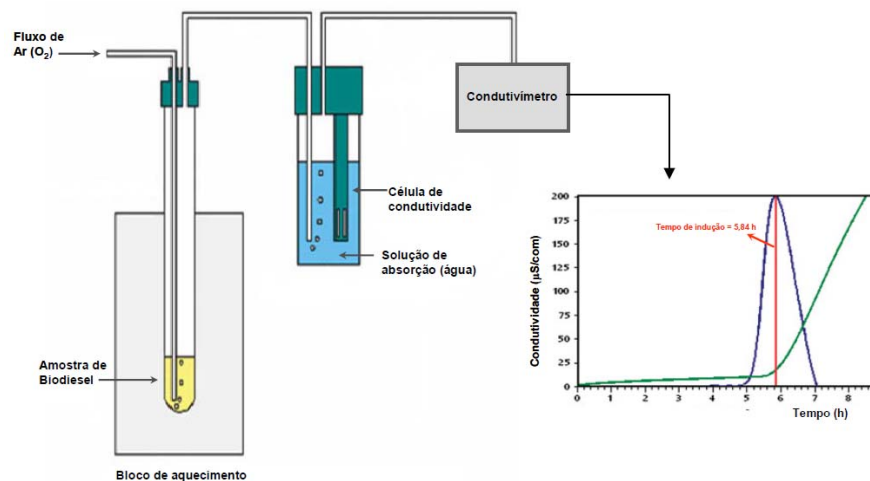 Fluxo de
Ar (O₂)
Condutivímetro
Célula de
condutividade
Solução de
absorção (água)
Amostra de
Biodiesel
Bloco de aquecimento
Condutividade (µS/com)
200
175
150
125
100
75
50
25
0
Tempo de indução = 5,84 h
0 1 2 3 4 5 6 7 8
Tempo (h)